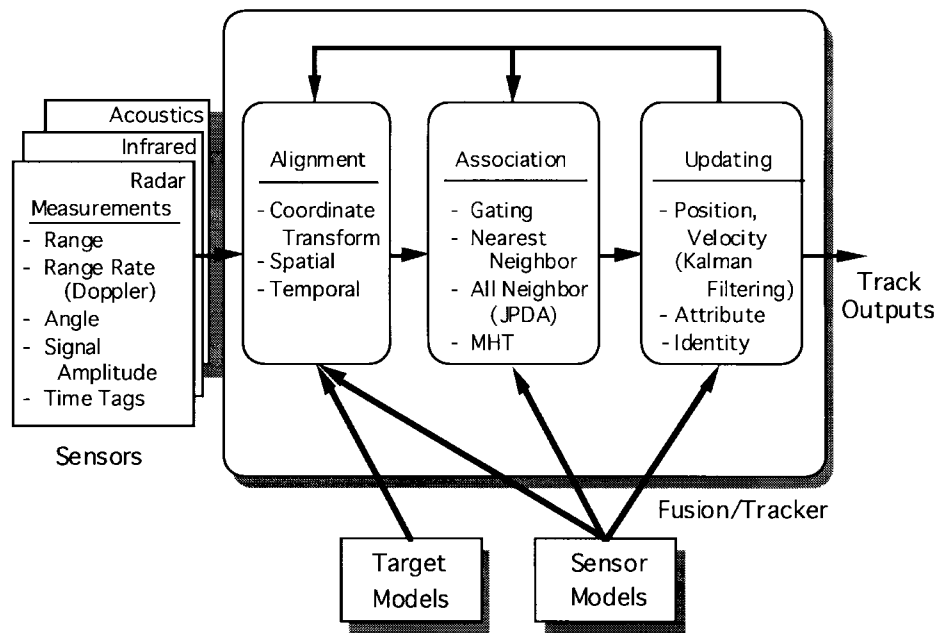 Acoustics
Infrared
Radar
Measurements
- Range
- Range Rate
(Doppler)
- Angle
- Signal
Amplitude
- Time Tags
Sensors
Alignment
- Coordinate
Transform
- Spatial
- Temporal
Association
- Gating
- Nearest
Neighbor
- All Neighbor
(JPDA)
- MHT
Updating
- Position,
Velocity
(Kalman
Filtering)
- Attribute
- Identity
Track
Outputs
Fusion/Tracker
Target
Models
Sensor
Models